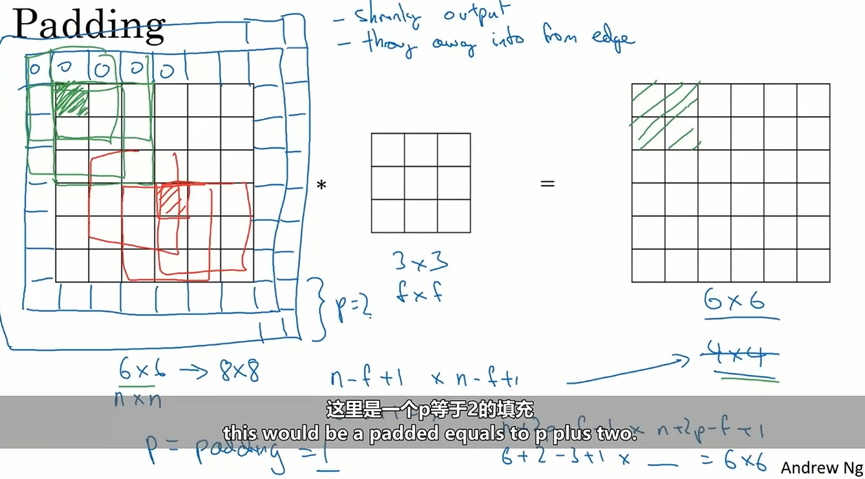 Padding
- shrinky output
- throw away info from edge
0 0 0 0 0
*
=
3 × 3
f × f
6 × 6
p=2
4 × 4
6 × 6 → 8×8
n × n
n-f+1 × n-f+1
这里是一个p等于2的填充
n+2p-f+1
this would be a padded equals to p plus two.
p = padding = 1
6+2-3+1 × __ = 6×6
Andrew Ng